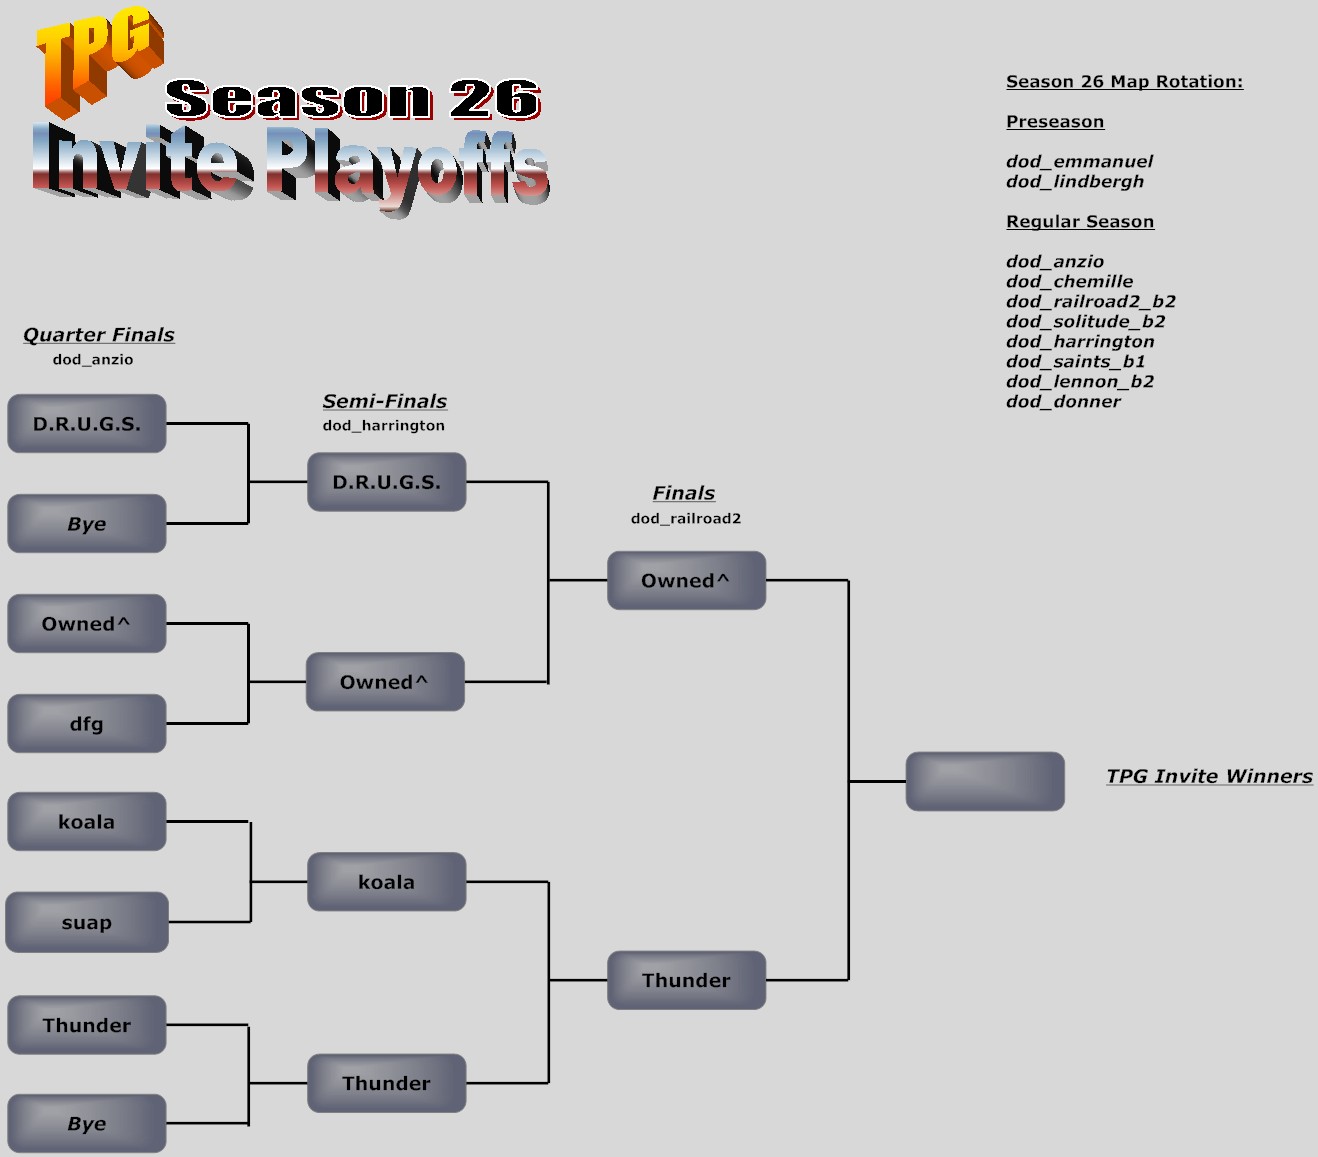 TPG
Season 26
Invite Playoffs
Season 26 Map Rotation:
Preseason
dod_emmanuel
dod_lindbergh
Regular Season
dod_anzio
dod_chemille
dod_railroad2_b2
dod_solitude_b2
dod_harrington
dod_saints_b1
dod_lennon_b2
dod_donner
Quarter Finals
dod_anzio
D.R.U.G.S.
Bye
Owned^
dfg
koala
suap
Thunder
Bye
Semi-Finals
dod_harrington
D.R.U.G.S.
Owned^
koala
Thunder
Finals
dod_railroad2
Owned^
Thunder
TPG Invite Winners